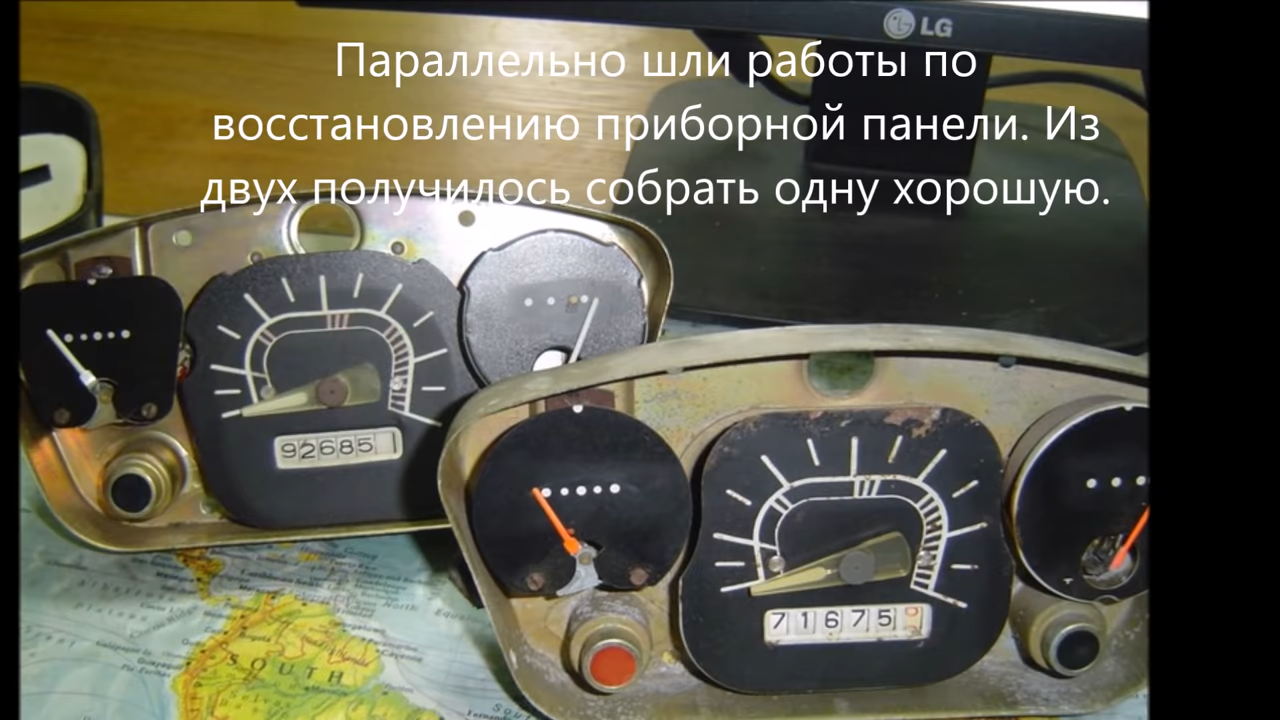 LG
Параллельно шли работы по
восстановлению приборной панели. Из
двух получилось собрать одну хорошую.
92685
71675
SOUTH